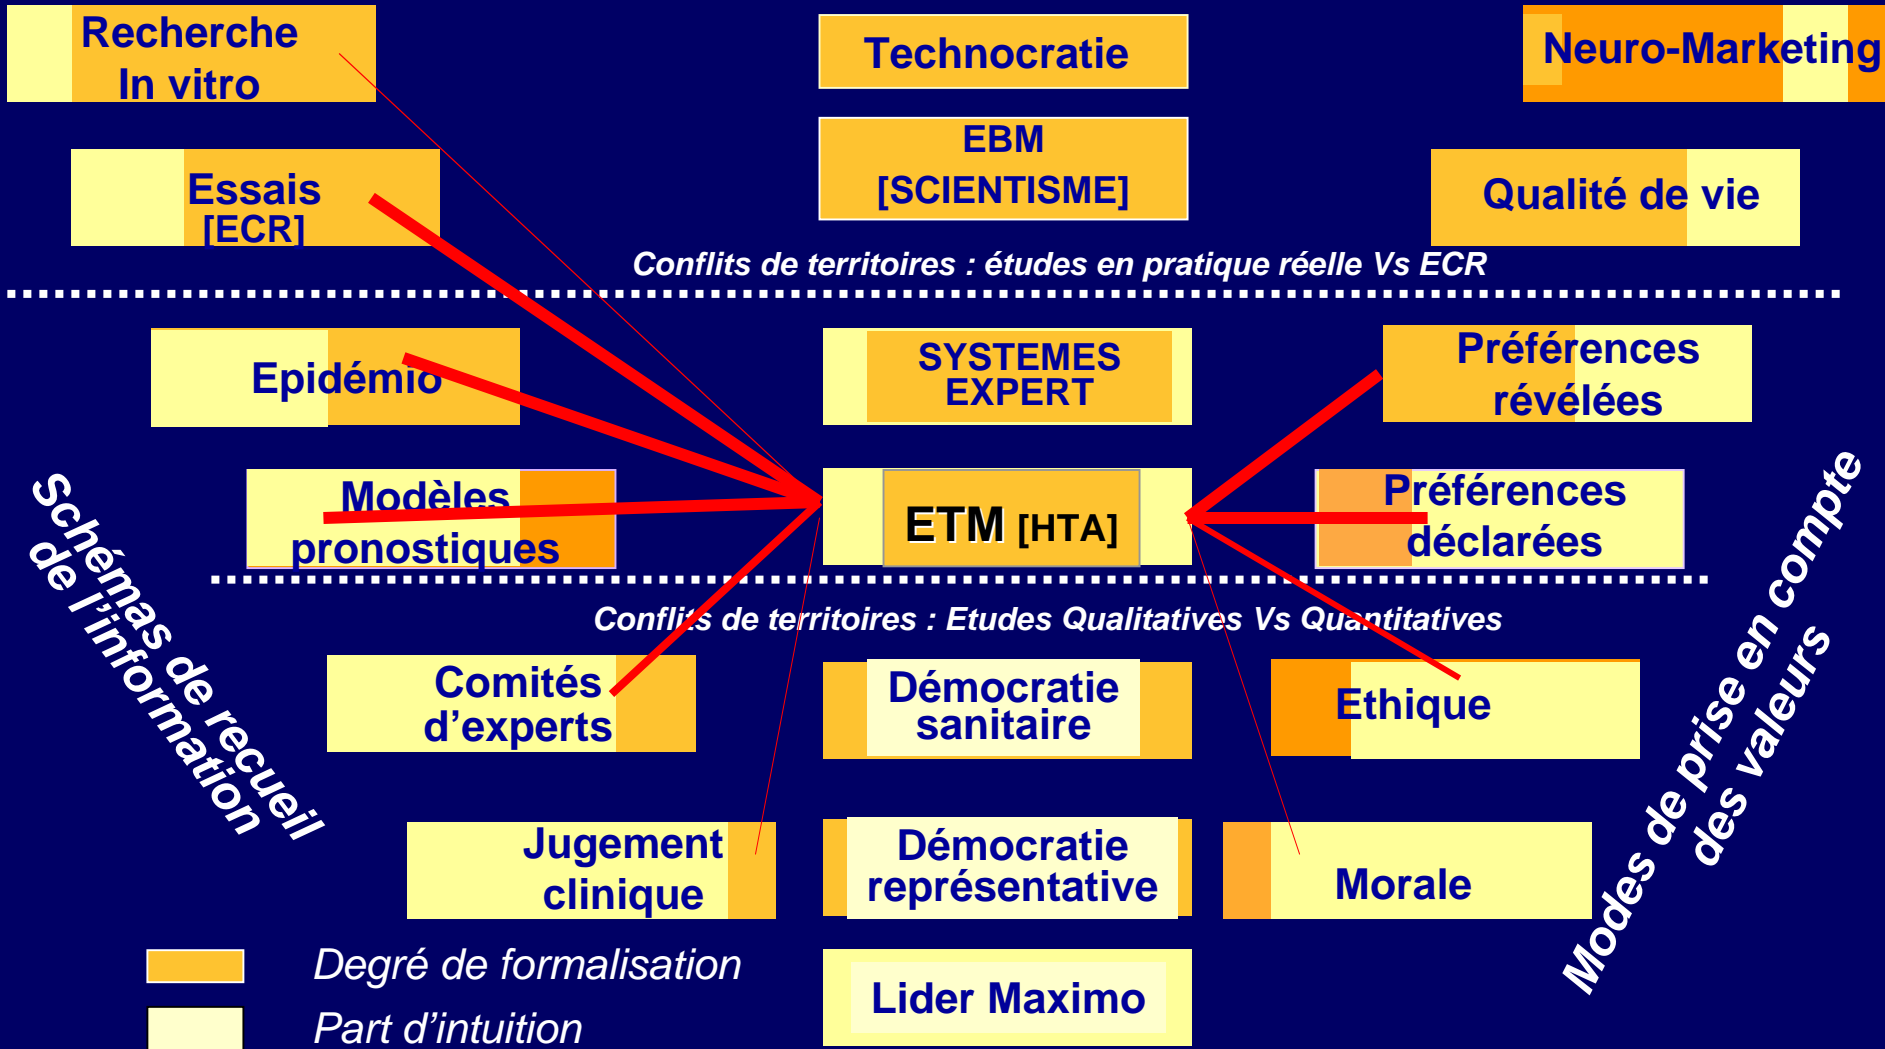 Recherche
In vitro
Technocratie
Neuro-Marketing
EBM
[SCIENTISME]
Essais
[ECR]
Qualité de vie
Conflits de territoires : études en pratique réelle Vs ECR
Epidémio
SYSTEMES
EXPERT
Préférences
révélées
Modèles
pronostiques
ETM [HTA]
Préférences
déclarées
Schémas de recueil
de l'information
Modes de prise en compte
des valeurs
Conflits de territoires : Etudes Qualitatives Vs Quantitatives
Comités
d'experts
Démocratie
sanitaire
Ethique
Jugement
clinique
Démocratie
représentative
Morale
Degré de formalisation
Part d'intuition
Lider Maximo